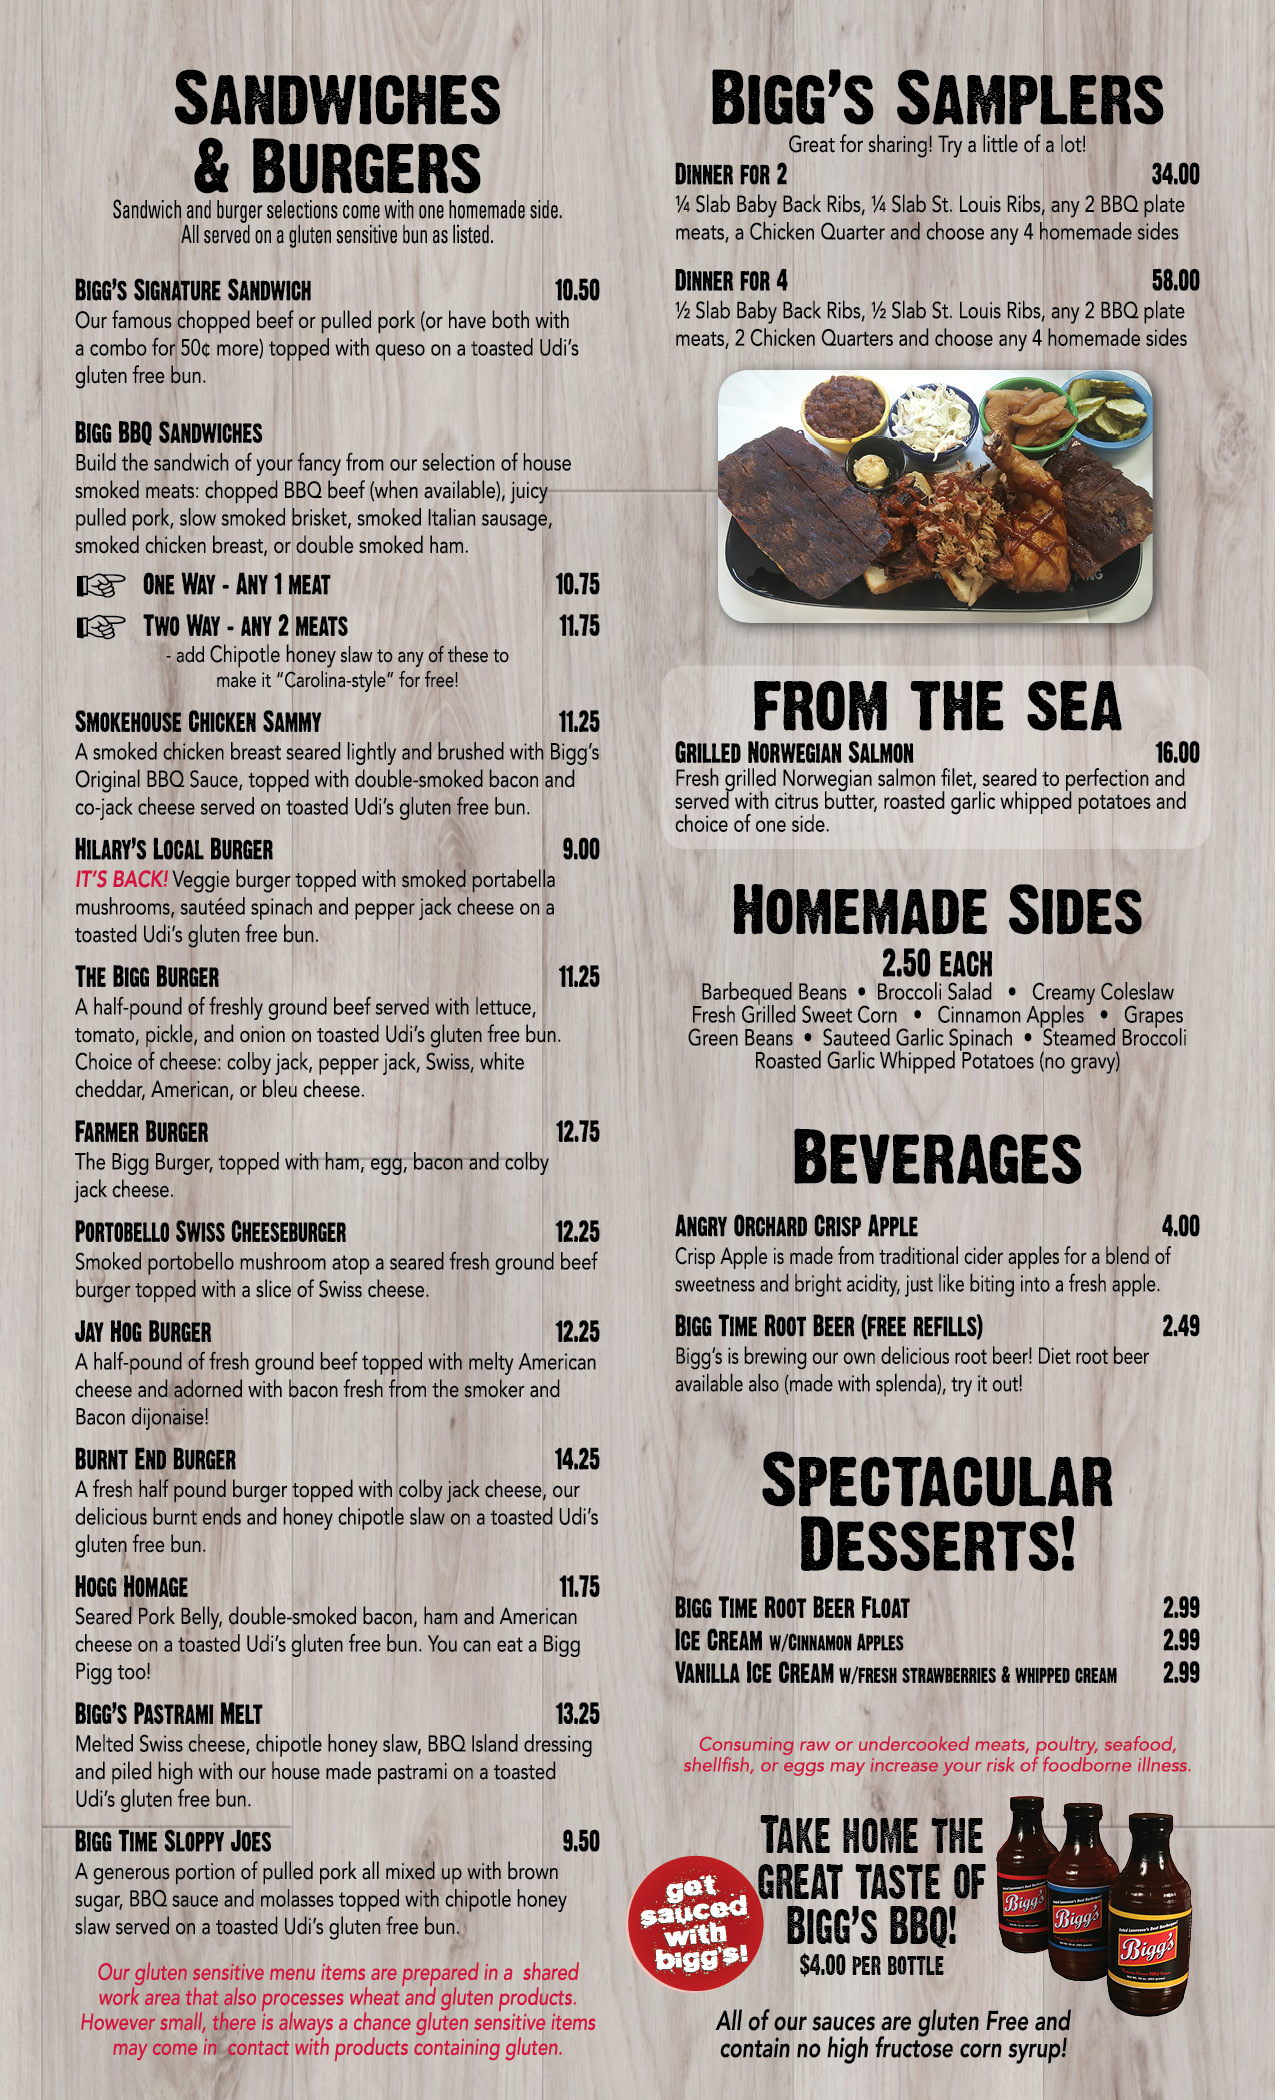 Sandwiches
& Burgers
Sandwich and burger selections come with one homemade side.
All served on a gluten sensitive bun as listed.
Bigg's Signature Sandwich 10.50
Our famous chopped beef or pulled pork (or have both with
a combo for 50¢ more) topped with queso on a toasted Udi's
gluten free bun.
Bigg BBQ Sandwiches
Build the sandwich of your fancy from our selection of house
smoked meats: chopped BBQ beef (when available), juicy
pulled pork, slow smoked brisket, smoked Italian sausage,
smoked chicken breast, or double smoked ham.
One Way - Any 1 meat 10.75
Two Way - any 2 meats 11.75
- add Chipotle honey slaw to any of these to
make it "Carolina-style" for free!
Smokehouse Chicken Sammy 11.25
A smoked chicken breast seared lightly and brushed with Bigg's
Original BBQ Sauce, topped with double-smoked bacon and
co-jack cheese served on toasted Udi's gluten free bun.
Hilary's Local Burger 9.00
IT'S BACK! Veggie burger topped with smoked portabella
mushrooms, sautéed spinach and pepper jack cheese on a
toasted Udi's gluten free bun.
The Bigg Burger 11.25
A half-pound of freshly ground beef served with lettuce,
tomato, pickle, and onion on toasted Udi's gluten free bun.
Choice of cheese: colby jack, pepper jack, Swiss, white
cheddar, American, or bleu cheese.
Farmer Burger 12.75
The Bigg Burger, topped with ham, egg, bacon and colby
jack cheese.
Portobello Swiss Cheeseburger 12.25
Smoked portobello mushroom atop a seared fresh ground beef
burger topped with a slice of Swiss cheese.
Jay Hog Burger 12.25
A half-pound of fresh ground beef topped with melty American
cheese and adorned with bacon fresh from the smoker and
Bacon dijonaise!
Burnt End Burger 14.25
A fresh half pound burger topped with colby jack cheese, our
delicious burnt ends and honey chipotle slaw on a toasted Udi's
gluten free bun.
Hogg Homage 11.75
Seared Pork Belly, double-smoked bacon, ham and American
cheese on a toasted Udi's gluten free bun. You can eat a Bigg
Pigg too!
Bigg's Pastrami Melt 13.25
Melted Swiss cheese, chipotle honey slaw, BBQ Island dressing
and piled high with our house made pastrami on a toasted
Udi's gluten free bun.
Bigg Time Sloppy Joes 9.50
A generous portion of pulled pork all mixed up with brown
sugar, BBQ sauce and molasses topped with chipotle honey
slaw served on a toasted Udi's gluten free bun.
Our gluten sensitive menu items are prepared in a shared
work area that also processes wheat and gluten products.
However small, there is always a chance gluten sensitive items
may come in contact with products containing gluten.
Bigg's Samplers
Great for sharing! Try a little of a lot!
Dinner for 2 34.00
¼ Slab Baby Back Ribs, ¼ Slab St. Louis Ribs, any 2 BBQ plate
meats, a Chicken Quarter and choose any 4 homemade sides
Dinner for 4 58.00
½ Slab Baby Back Ribs, ½ Slab St. Louis Ribs, any 2 BBQ plate
meats, 2 Chicken Quarters and choose any 4 homemade sides
From the Sea
Grilled Norwegian Salmon 16.00
Fresh grilled Norwegian salmon filet, seared to perfection and
served with citrus butter, roasted garlic whipped potatoes and
choice of one side.
Homemade Sides
2.50 each
Barbequed Beans • Broccoli Salad • Creamy Coleslaw
Fresh Grilled Sweet Corn • Cinnamon Apples • Grapes
Green Beans • Sauteed Garlic Spinach • Steamed Broccoli
Roasted Garlic Whipped Potatoes (no gravy)
Beverages
Angry Orchard Crisp Apple 4.00
Crisp Apple is made from traditional cider apples for a blend of
sweetness and bright acidity, just like biting into a fresh apple.
Bigg Time Root Beer (free refills) 2.49
Bigg's is brewing our own delicious root beer! Diet root beer
available also (made with splenda), try it out!
Spectacular
Desserts!
Bigg Time Root Beer Float 2.99
Ice Cream w/Cinnamon Apples 2.99
Vanilla Ice Cream w/fresh strawberries & whipped cream 2.99
Consuming raw or undercooked meats, poultry, seafood,
shellfish, or eggs may increase your risk of foodborne illness.
get
sauced
with
bigg's!
Take home the
great taste of
Bigg's BBQ!
$4.00 per bottle
Bigg's
Bigg's
Bigg's
All of our sauces are gluten Free and
contain no high fructose corn syrup!